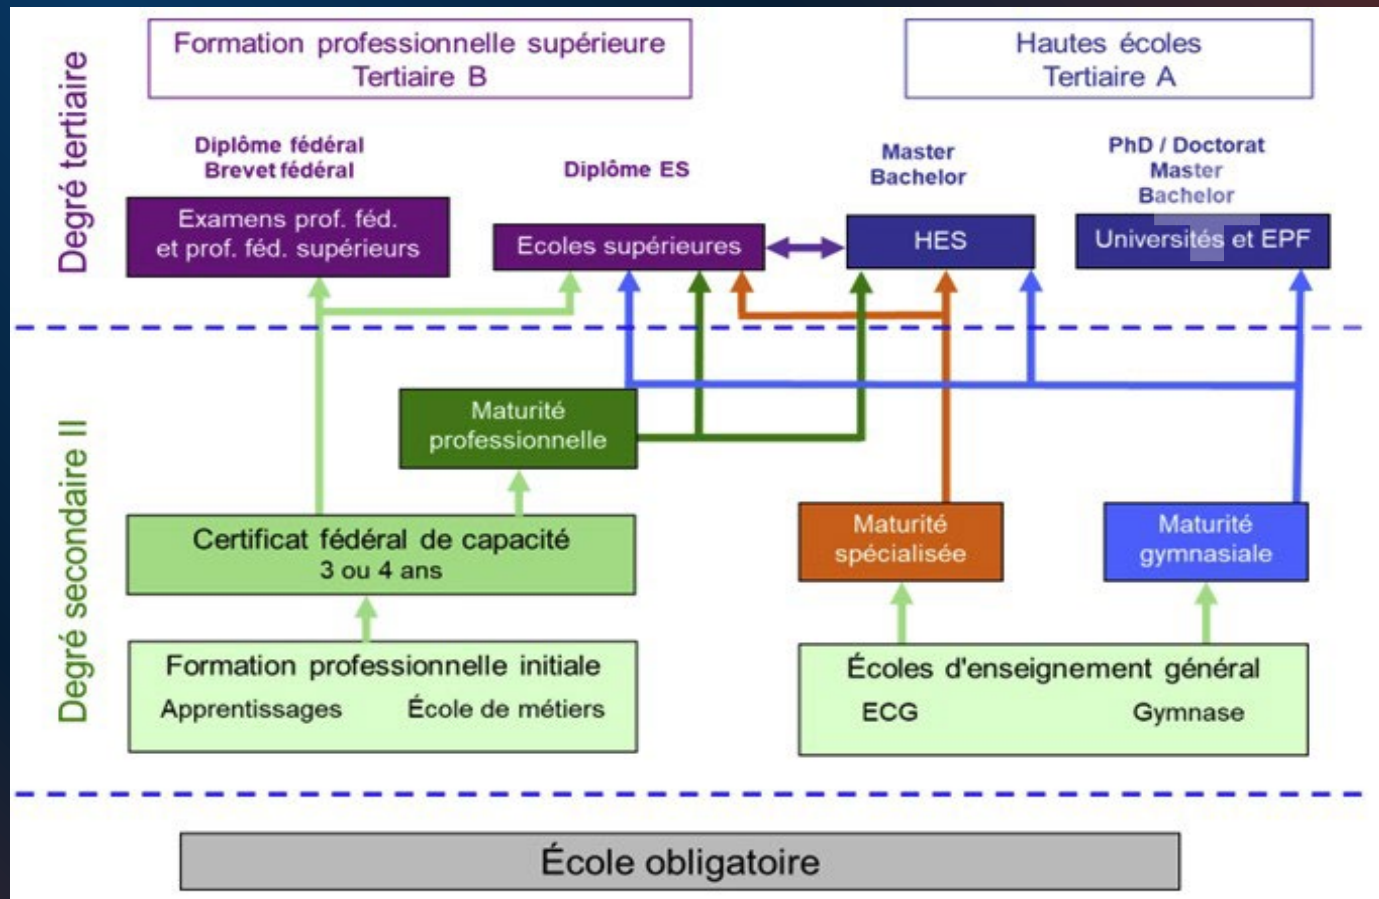 Degré tertiaire
Formation professionnelle supérieure
Tertiaire B
Hautes écoles
Tertiaire A
Diplôme fédéral
Brevet fédéral
Diplôme ES
Master
Bachelor
PhD / Doctorat
Master
Bachelor
Examens prof. féd.
et prof. féd. supérieurs
Ecoles supérieures
HES
Universités et EPF
Degré secondaire II
Maturité
professionnelle
Certificat fédéral de capacité
3 ou 4 ans
Maturité
spécialisée
Maturité
gymnasiale
Formation professionnelle initiale
Apprentissages École de métiers
Écoles d'enseignement général
ECG Gymnase
École obligatoire